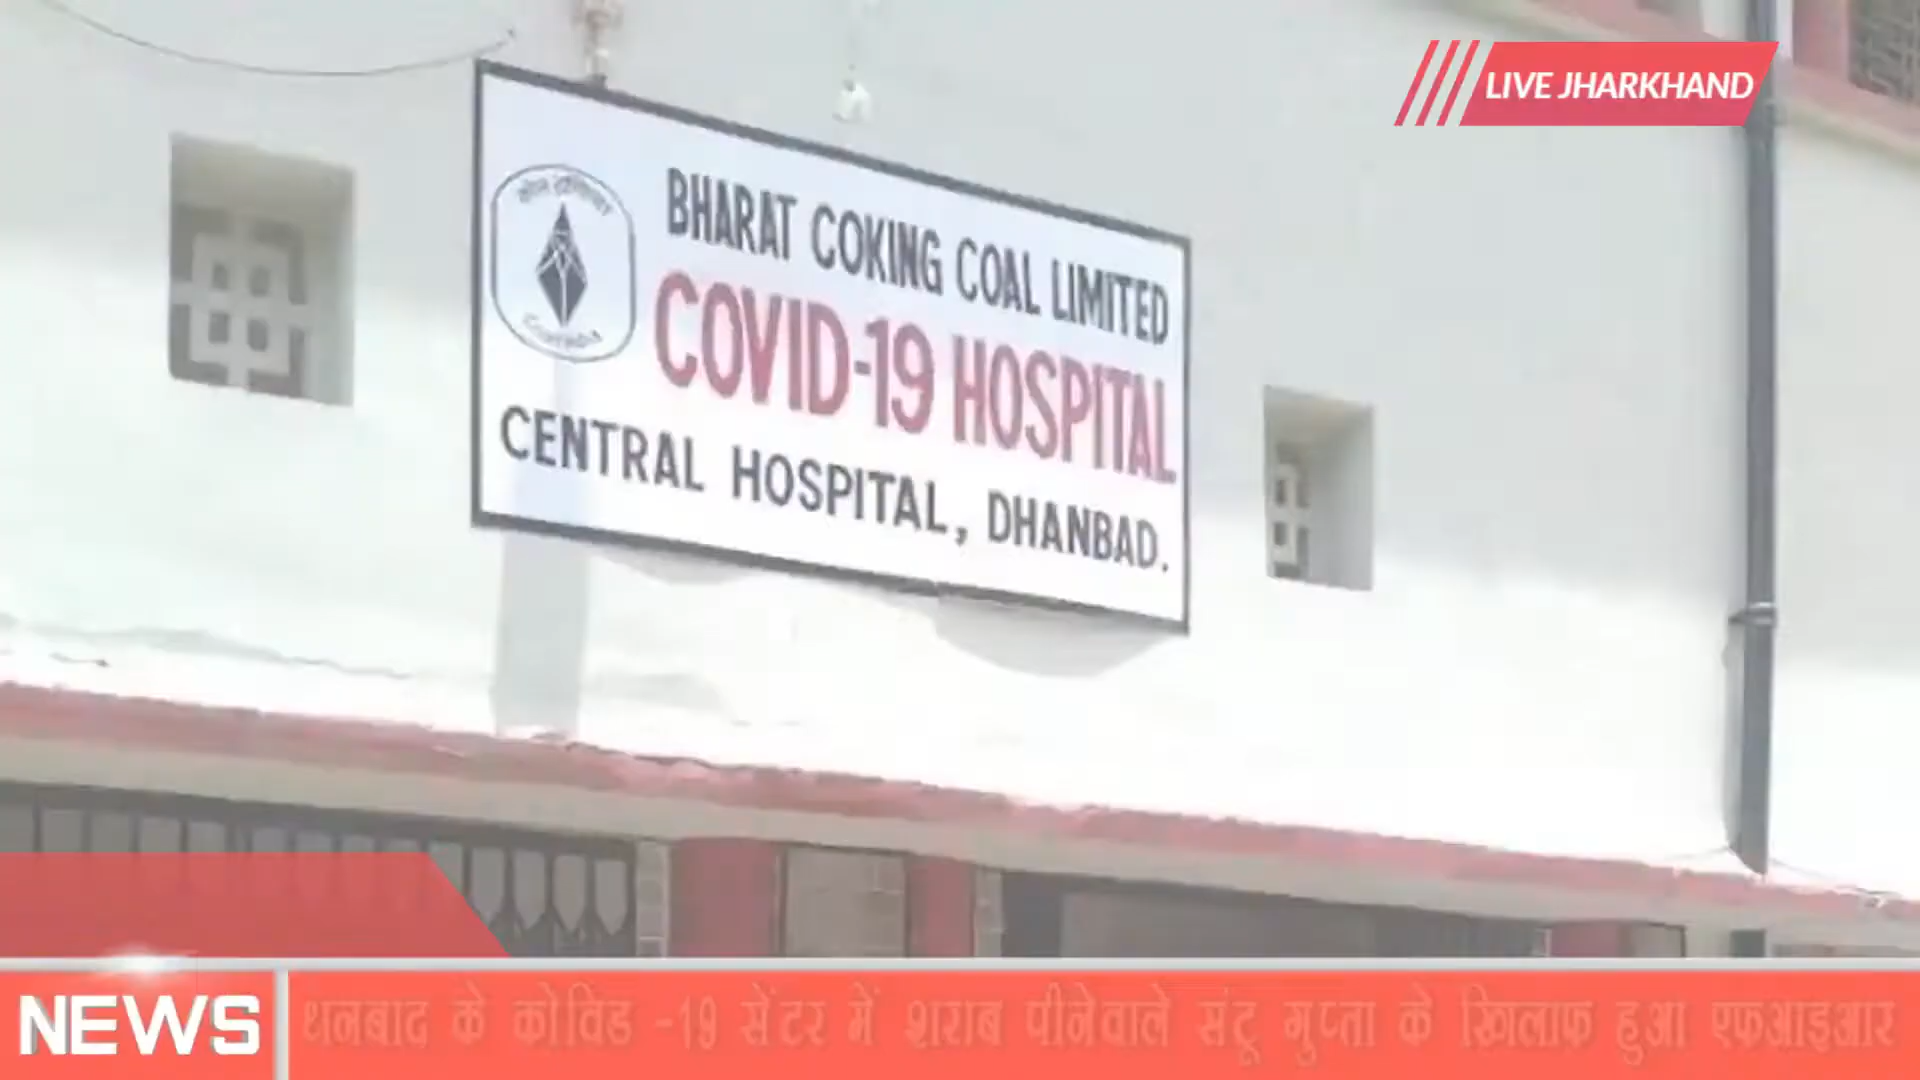 LIVE JHARKHAND
BHARAT COKING COAL LIMITED
COVID-19 HOSPITAL
CENTRAL HOSPITAL, DHANBAD.
NEWS
धनबाद के कोविड -19 सेंटर में शराब पीनेवाले संटू गुप्ता के खिलाफ हुआ एफआइआर